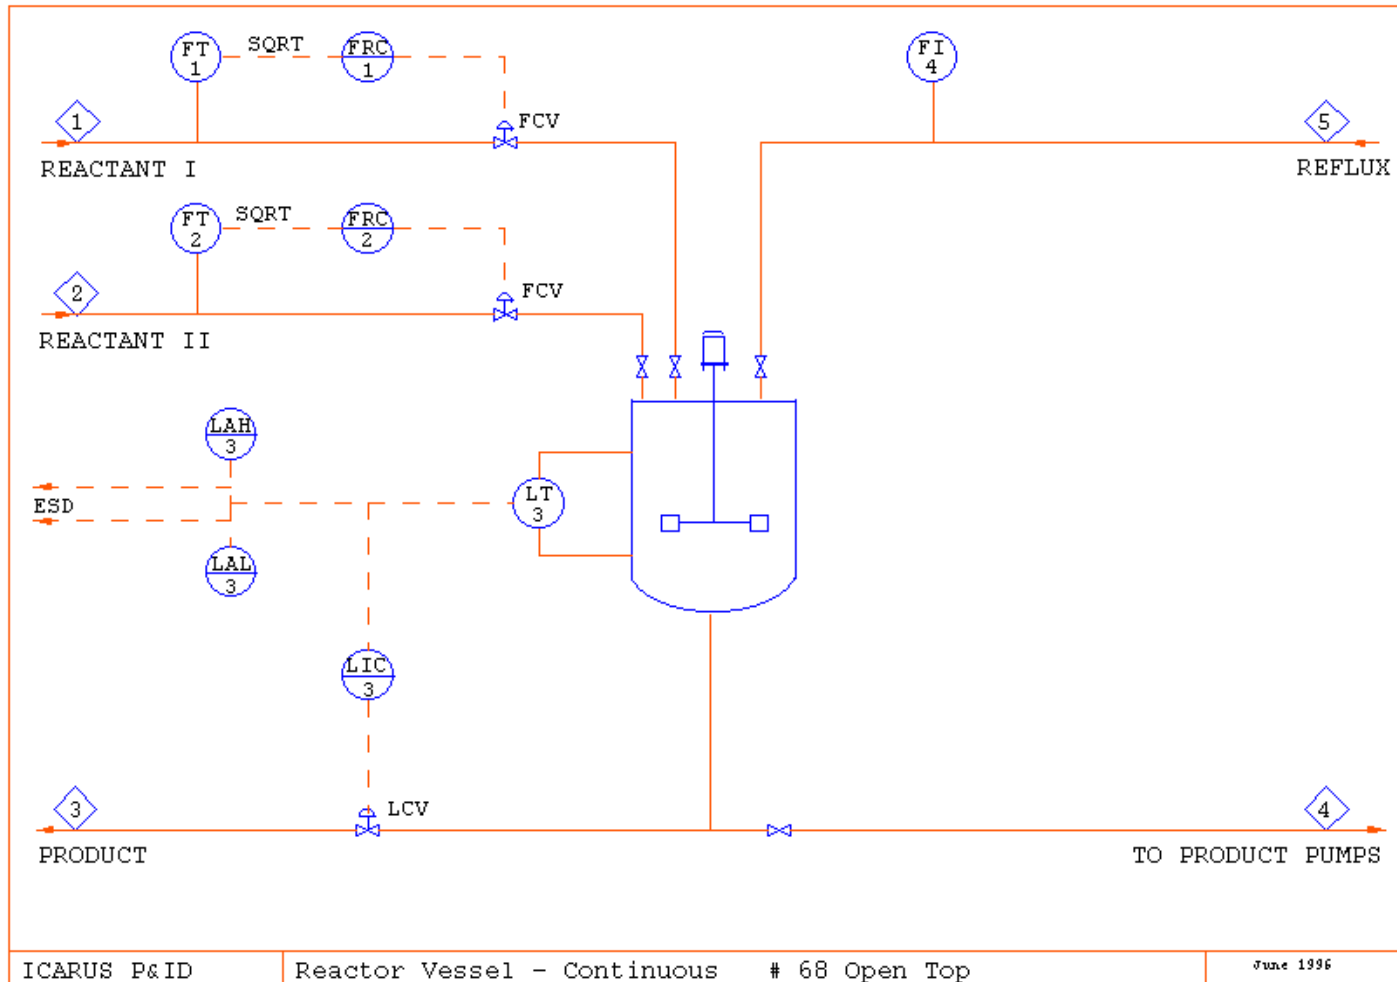 FT
1
SQRT
FRC
1
FI
4
1
FCV
5
REACTANT I
REFLUX
FT
2
SQRT
FRC
2
2
FCV
REACTANT II
LAH
3
ESD
LT
3
LAL
3
LIC
3
3
LCV
4
PRODUCT
TO PRODUCT PUMPS
ICARUS P&ID
Reactor Vessel - Continuous # 68 Open Top
June 1996